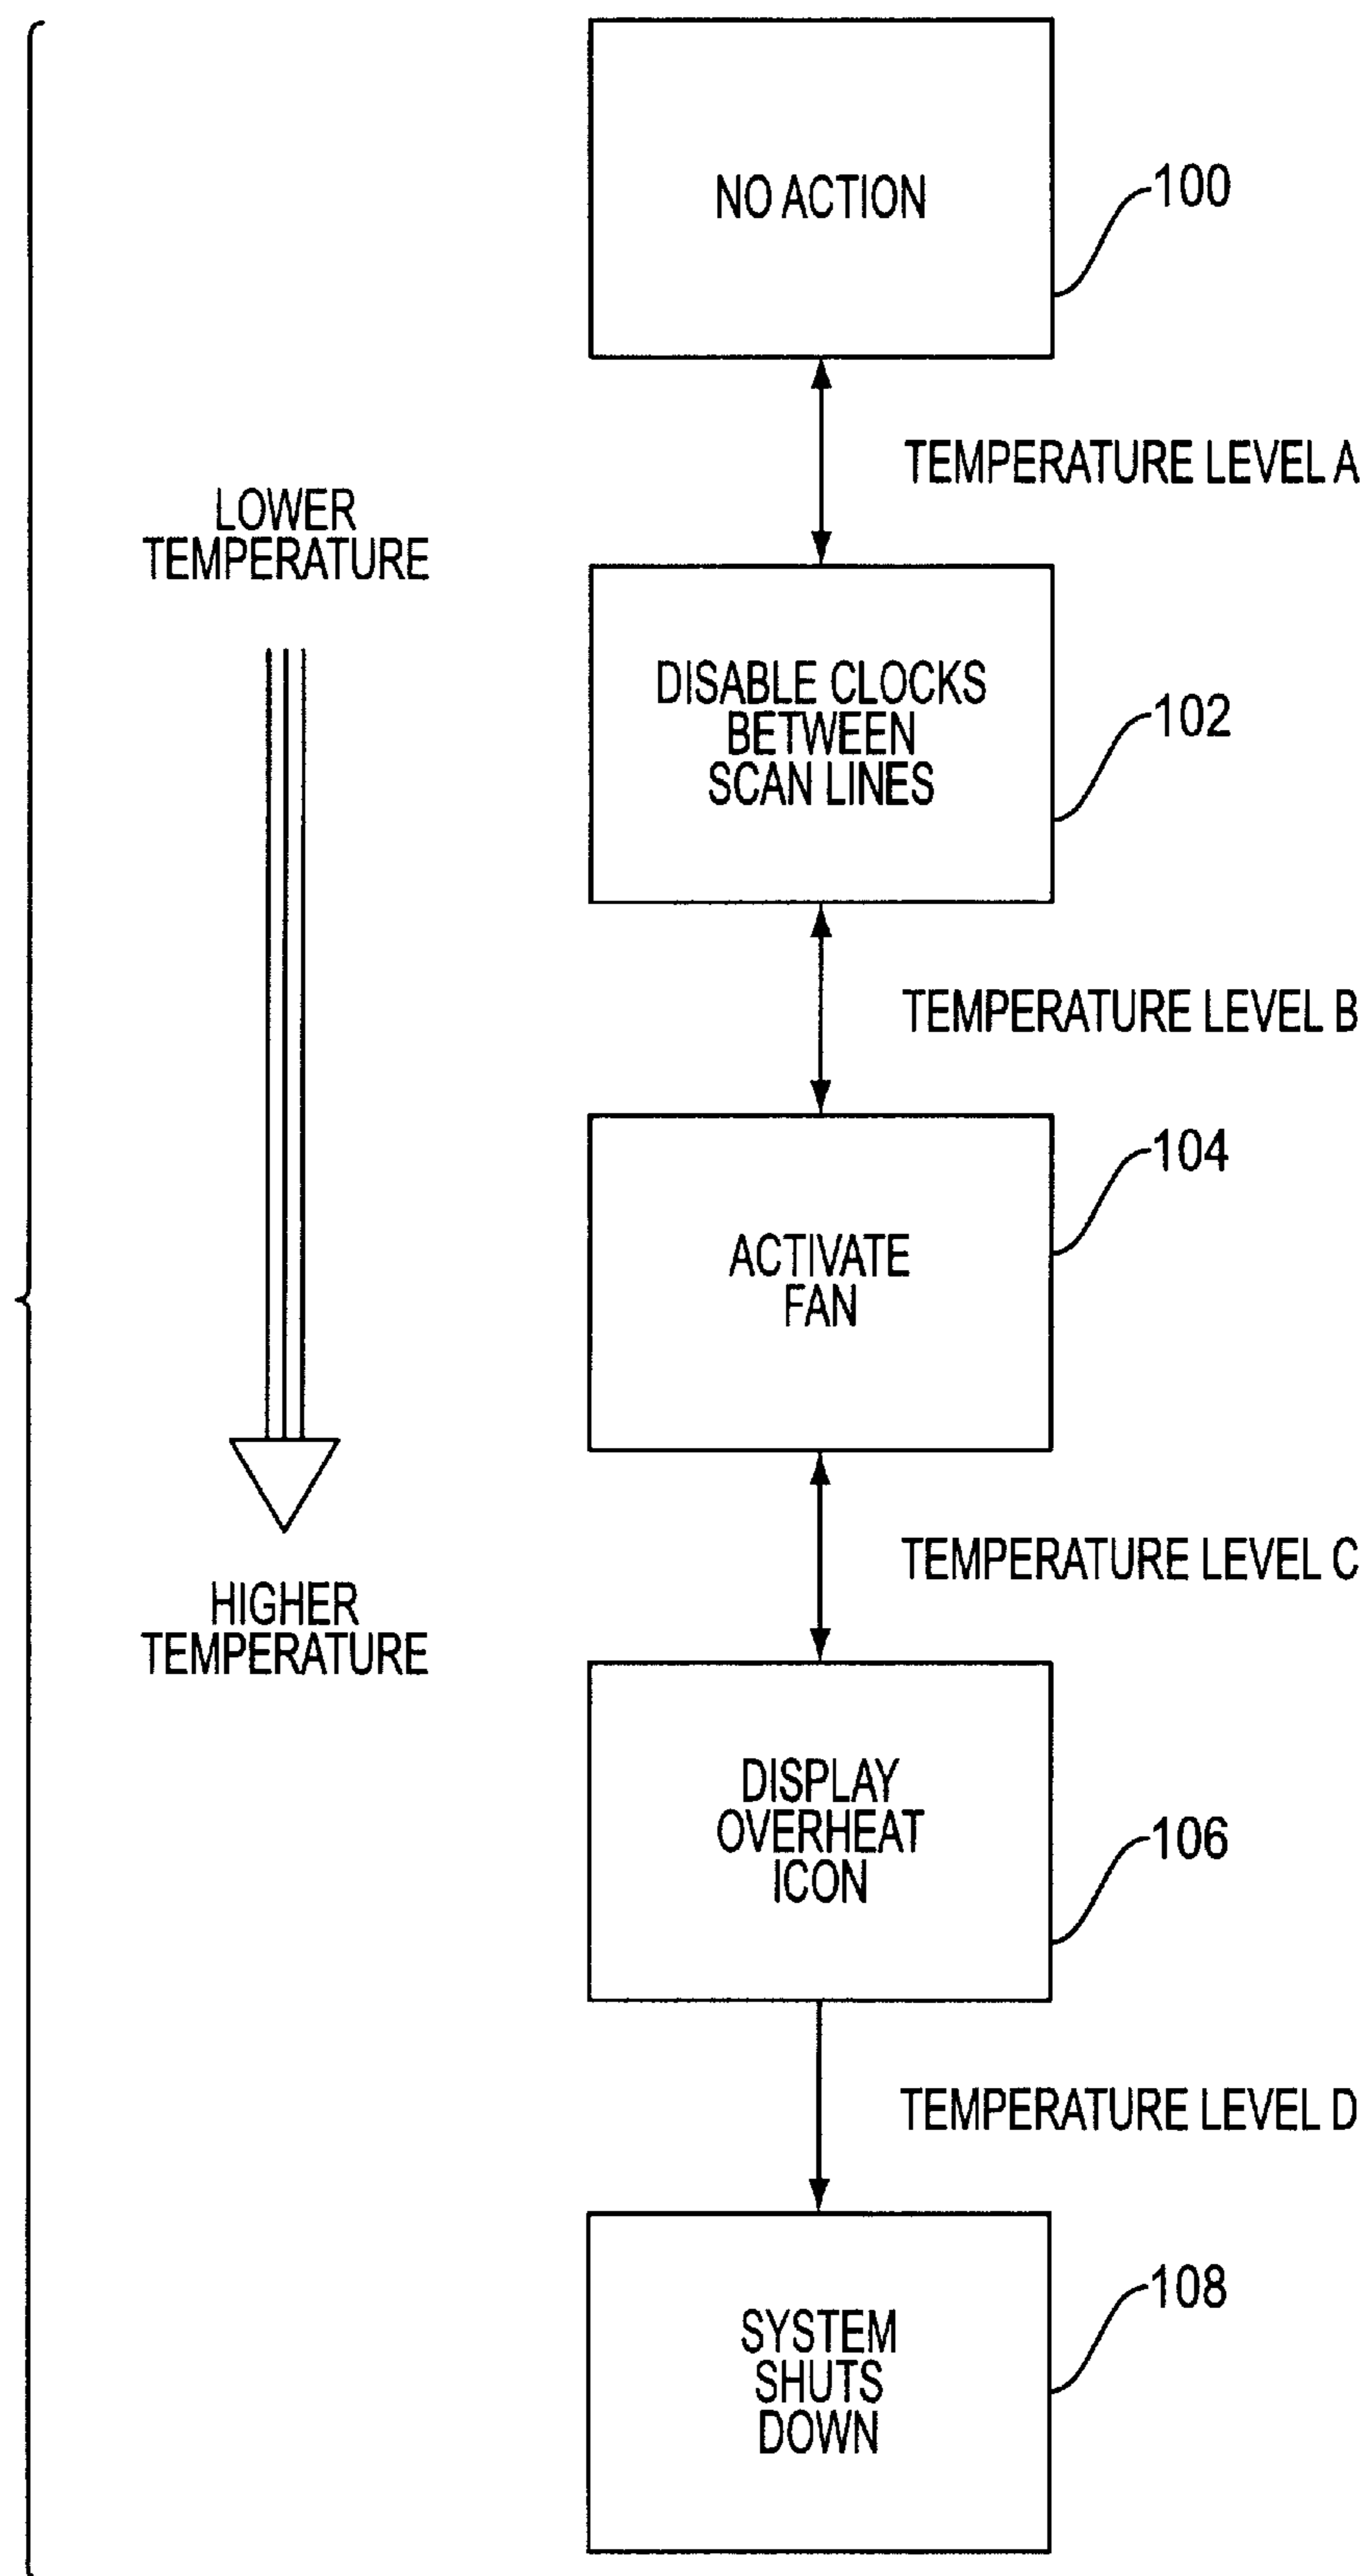 NO ACTION
100
TEMPERATURE LEVEL A
LOWER
TEMPERATURE
DISABLE CLOCKS
BETWEEN
SCAN LINES
102
TEMPERATURE LEVEL B
104
ACTIVATE
FAN
TEMPERATURE LEVEL C
HIGHER
TEMPERATURE
DISPLAY
OVERHEAT
ICON
106
TEMPERATURE LEVEL D
108
SYSTEM
SHUTS
DOWN